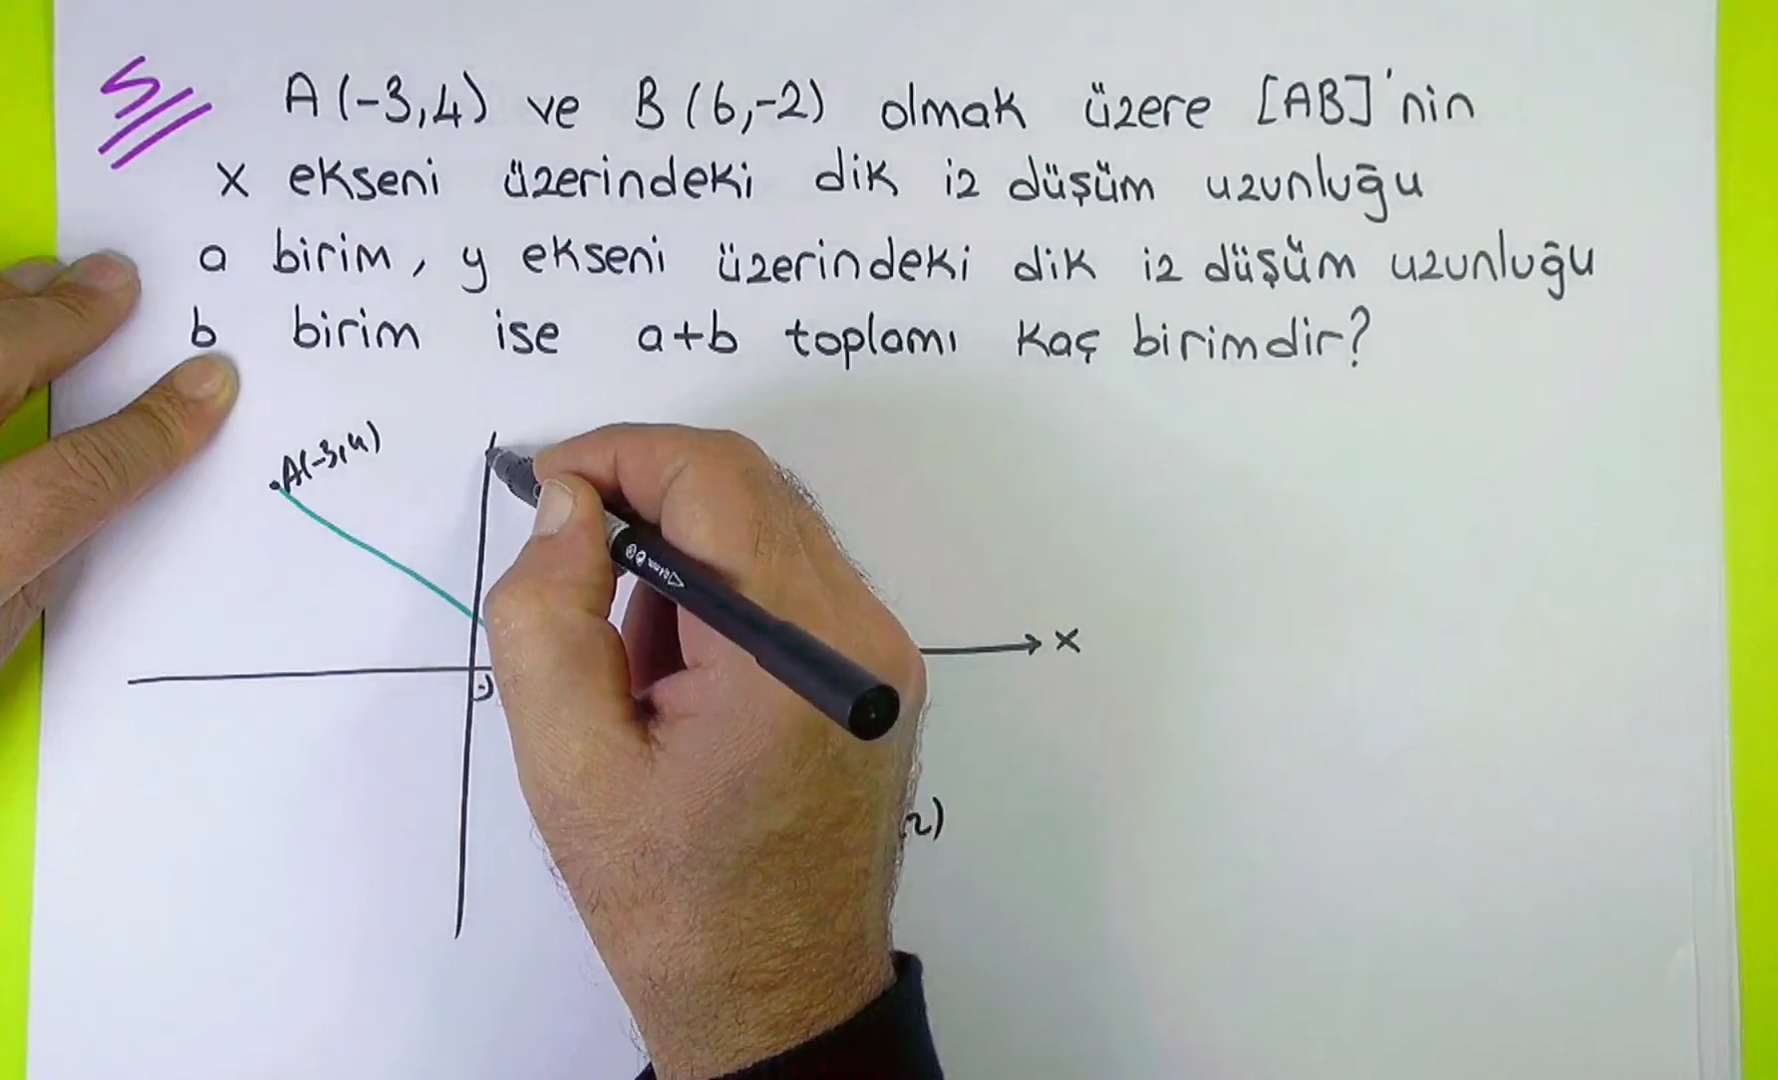 A(-3,4) ve B(6,-2) olmak üzere [AB]'nin
x ekseni üzerindeki dik iz düşüm uzunluğu
a birim, y ekseni üzerindeki dik iz düşüm uzunluğu
b birim ise a+b toplamı kaç birimdir?
A(-3,4)
x
2)